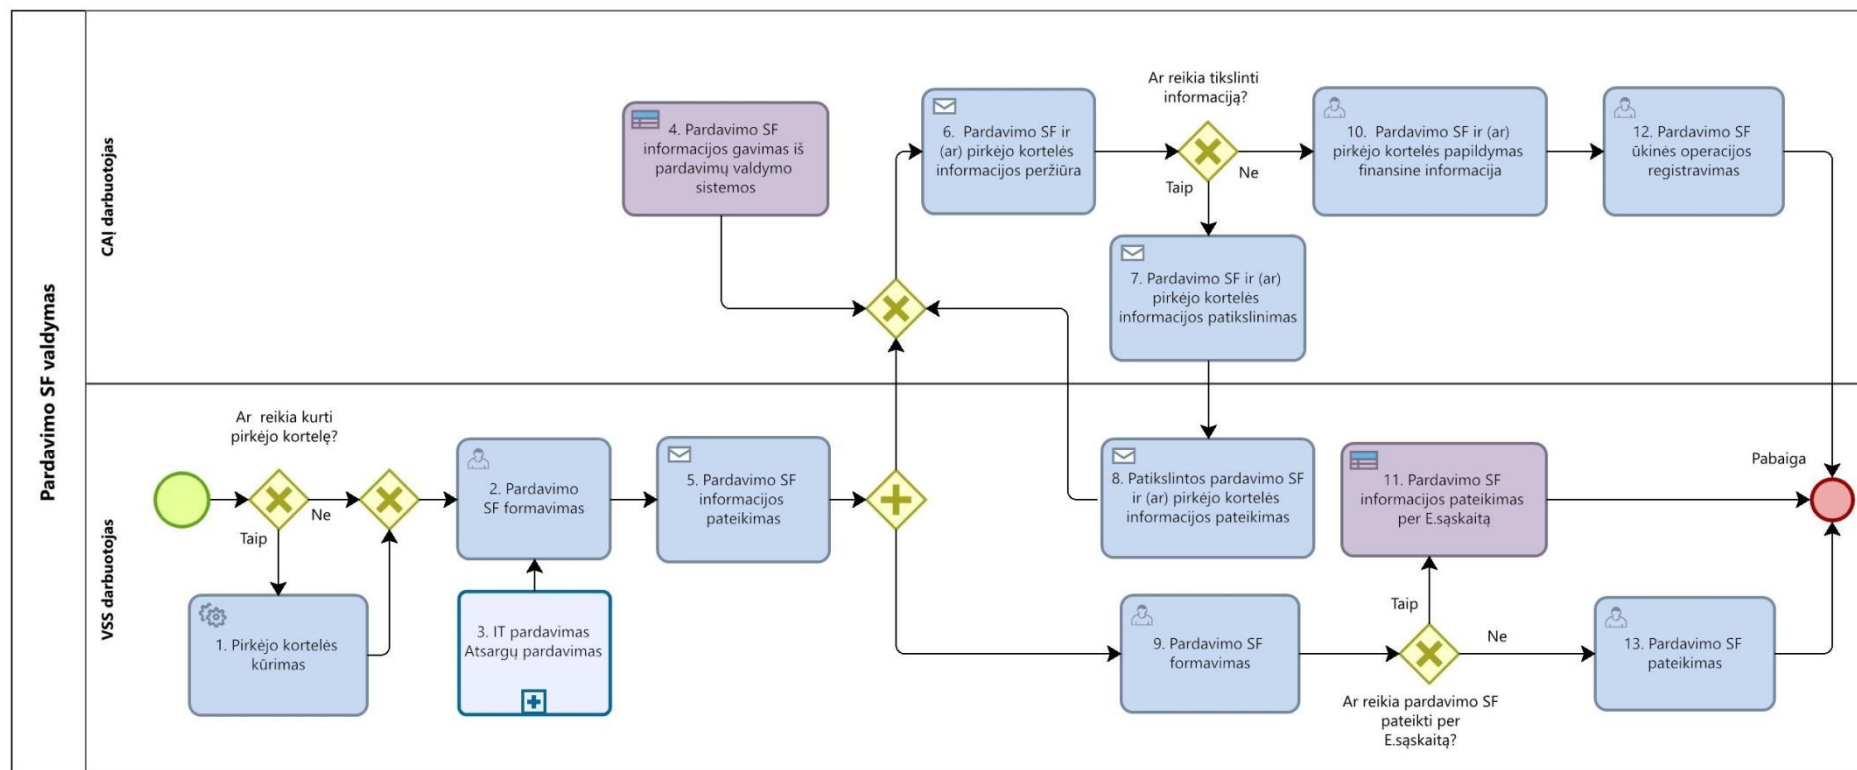 Pardavimo SF valdymas
CAĮ darbuotojas
4. Pardavimo SF
informacijos gavimas iš
pardavimų valdymo
sistemos
6. Pardavimo SF ir
(ar) pirkėjo kortelės
informacijos peržiūra
Ar reikia tikslinti
informaciją?
Taip
Ne
10. Pardavimo SF ir (ar)
pirkėjo kortelės papildymas
finansine informacija
12. Pardavimo SF
ūkinės operacijos
registravimas
7. Pardavimo SF ir (ar)
pirkėjo kortelės
informacijos patikslinimas
VSS darbuotojas
Ar reikia kurti
pirkėjo kortelę?
Ne
Taip
1. Pirkėjo kortelės
kūrimas
2. Pardavimo
SF formavimas
3. IT pardavimas
Atsargų pardavimas
5. Pardavimo SF
informacijos
pateikimas
8. Patikslintos pardavimo SF
ir (ar) pirkėjo kortelės
informacijos pateikimas
11. Pardavimo SF
informacijos pateikimas
per E.sąskaitą
Pabaiga
9. Pardavimo SF
formavimas
Taip
Ne
Ar reikia pardavimo SF
pateikti per
E.sąskaitą?
13. Pardavimo SF
pateikimas